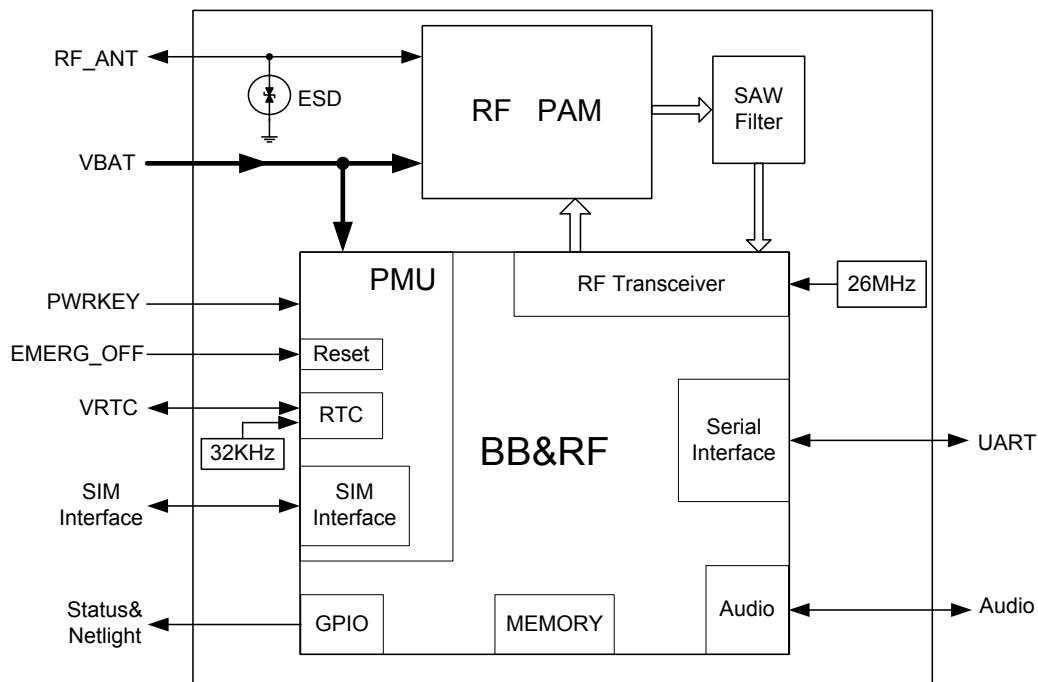 RF_ANT
ESD
RF PAM
SAW
Filter
VBAT
PMU
RF Transceiver
26MHz
PWRKEY
EMERG_OFF
Reset
VRTC
RTC
32KHz
BB&RF
Serial
Interface
UART
SIM
Interface
SIM
Interface
Status&
Netlight
GPIO
MEMORY
Audio
Audio